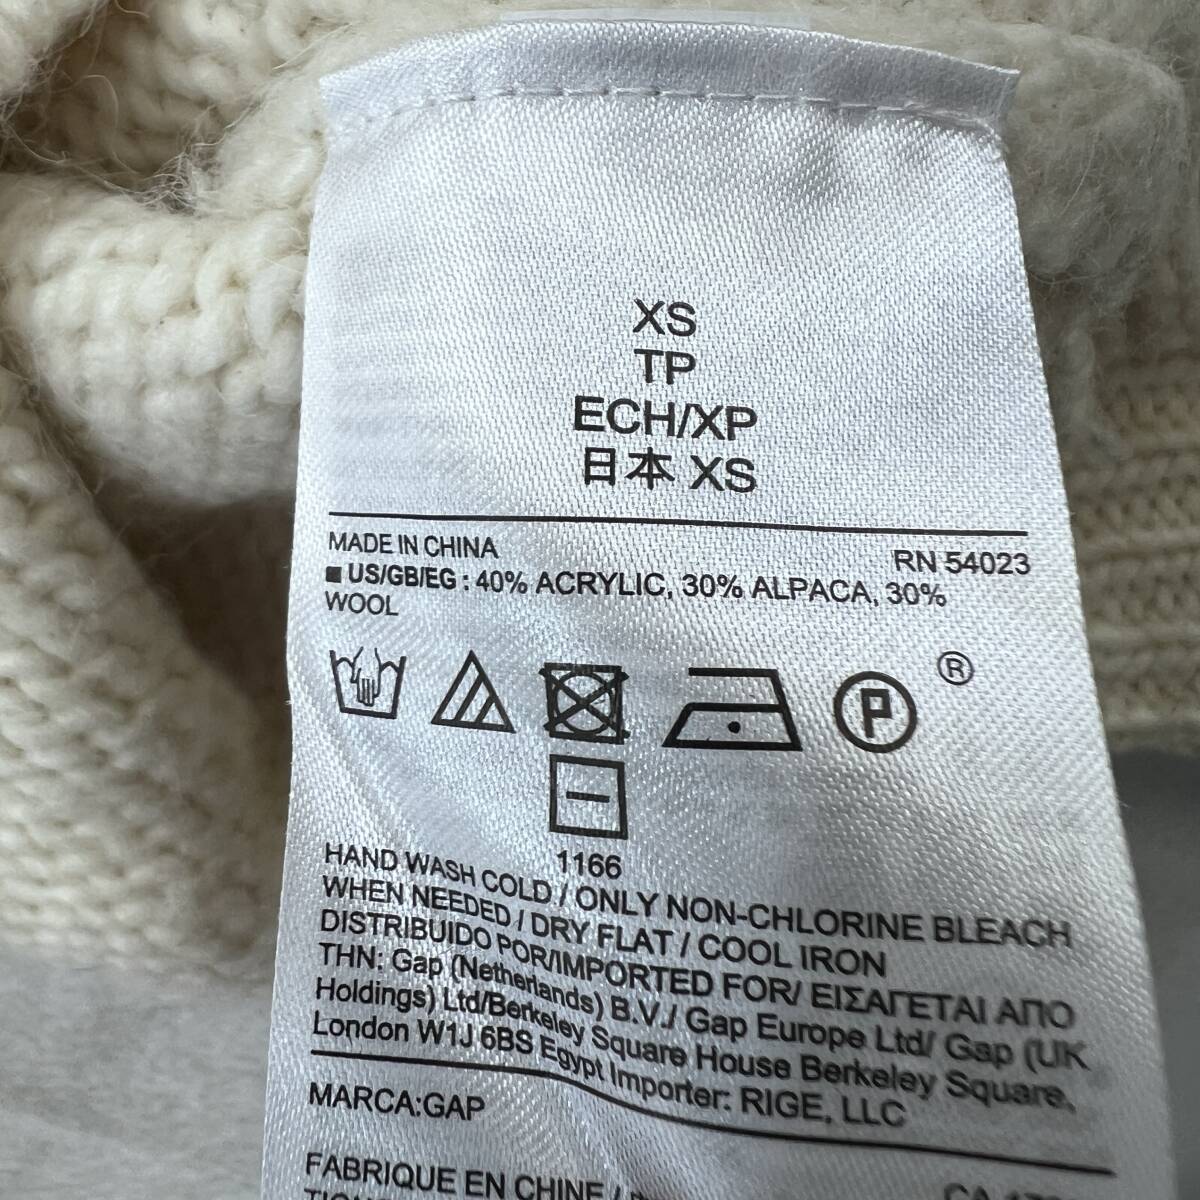 XS
TP
ECH/XP
日本 XS
MADE IN CHINA
RN 54023
■ US/GB/EG : 40% ACRYLIC, 30% ALPACA, 30%
WOOL
®
P
1166
HAND WASH COLD / ONLY NON-CHLORINE BLEACH
WHEN NEEDED / DRY FLAT / COOL IRON
DISTRIBUIDO POR/IMPORTED FOR/ ΕΙΣΑΓΕΤΑΙ ΑΠΟ
THN: Gap (Netherlands) B.V./ Gap Europe Ltd/ Gap (UK
Holdings) Ltd/Berkeley Square House Berkeley Square,
London W1J 6BS Egypt Importer: RIGE, LLC
MARCA:GAP
FABRIQUE EN CHINE /